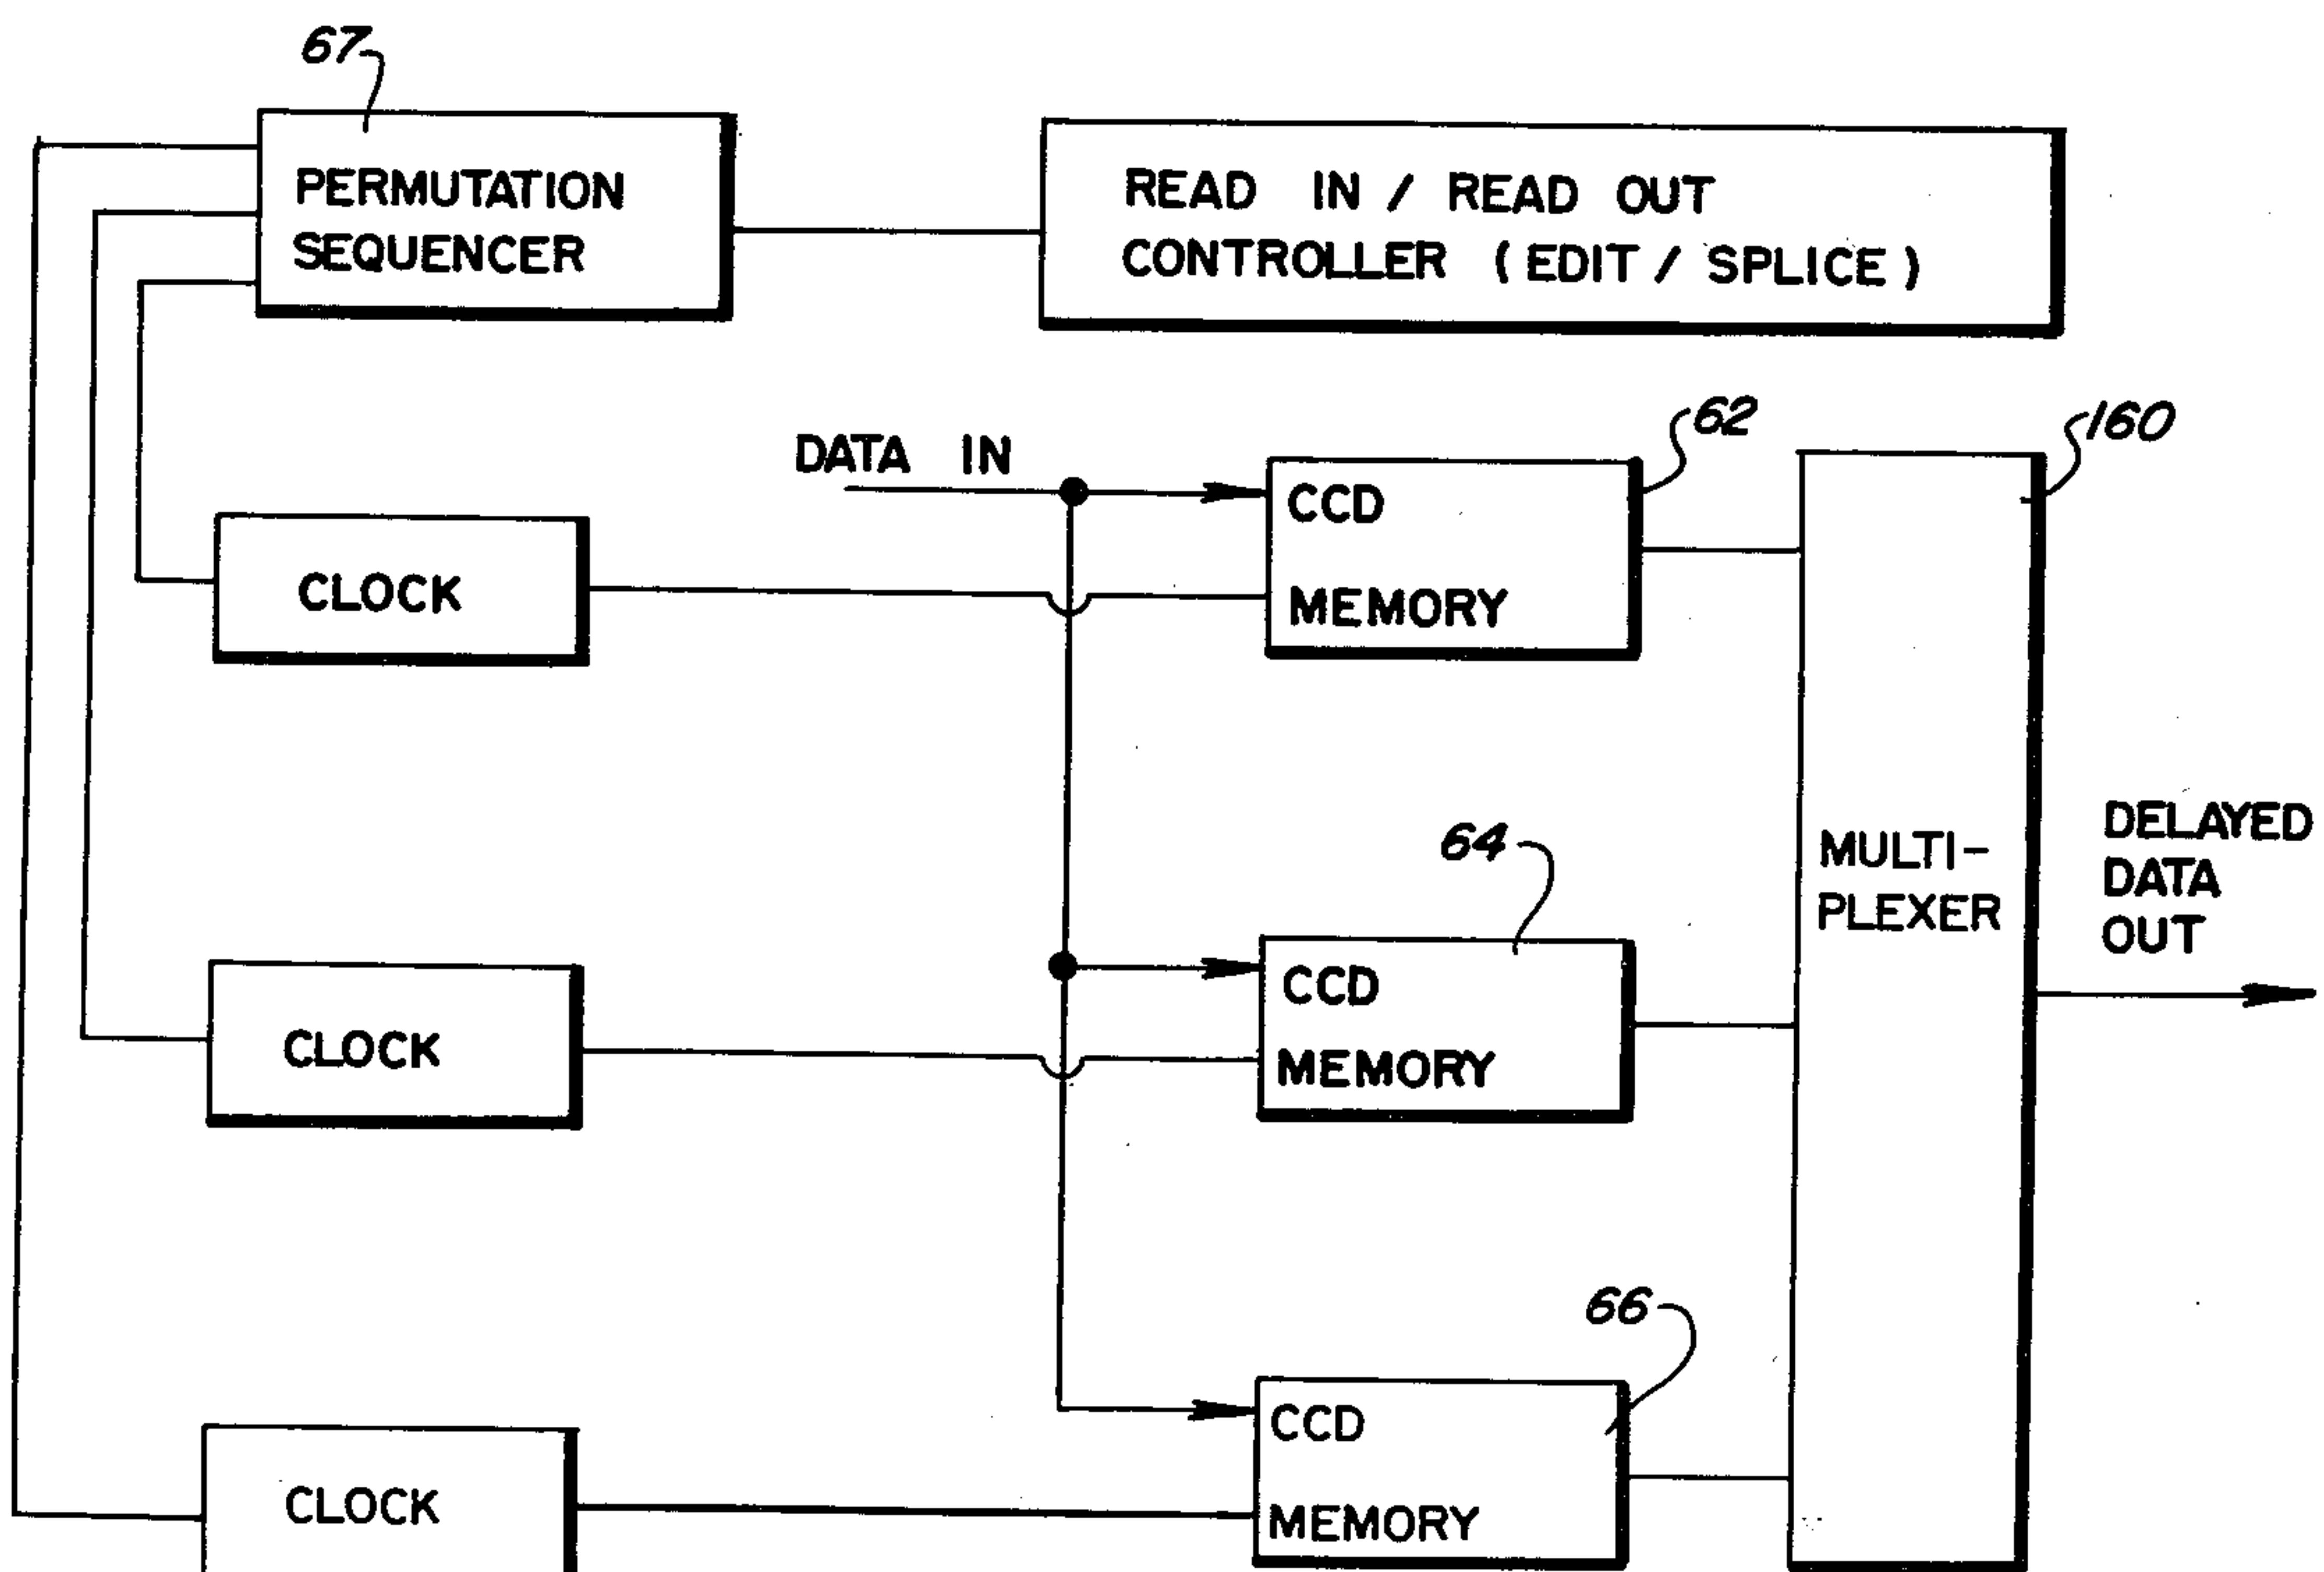 67
PERMUTATION
SEQUENCER
READ IN / READ OUT
CONTROLLER (EDIT / SPLICE)
DATA IN
62
160
CCD
MEMORY
CLOCK
64
MULTI-
PLEXER
DELAYED
DATA
OUT
CCD
MEMORY
CLOCK
66
CCD
MEMORY
CLOCK